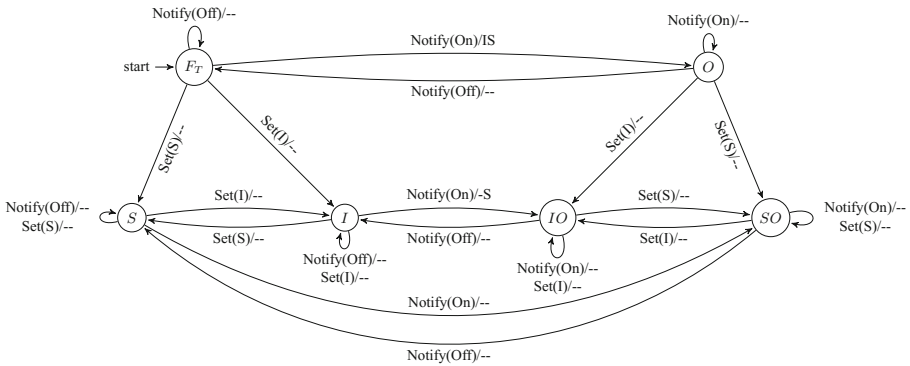 Notify(Off)/--
Notify(On)/--
Notify(On)/IS
start
F_T
O
Notify(Off)/--
Set(S)/--
Set(I)/--
Set(I)/--
Set(S)/--
Notify(Off)/--
Set(S)/--
S
Set(I)/--
Set(S)/--
I
Notify(On)/-S
Notify(Off)/--
IO
Set(S)/--
Set(I)/--
SO
Notify(On)/--
Set(S)/--
Notify(Off)/--
Set(I)/--
Notify(On)/--
Set(I)/--
Notify(On)/--
Notify(Off)/--